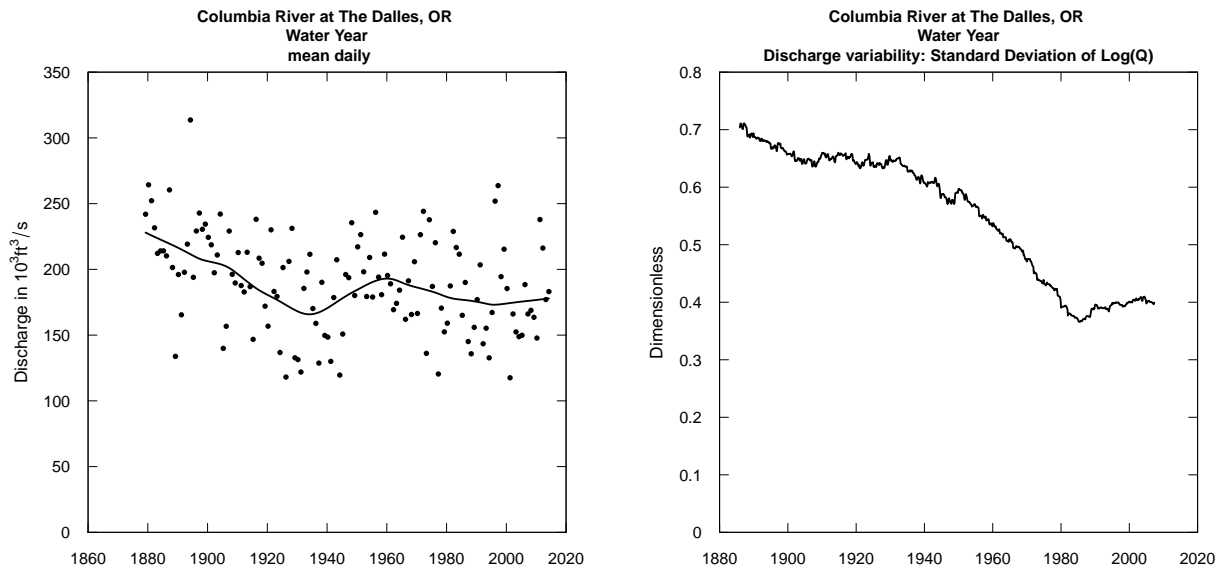 Columbia River at The Dalles, OR
Water Year
mean daily
Discharge in 10³ft³/s
350
300
250
200
150
100
50
0
1860 1880 1900 1920 1940 1960 1980 2000 2020
Columbia River at The Dalles, OR
Water Year
Discharge variability: Standard Deviation of Log(Q)
Dimensionless
0.8
0.7
0.6
0.5
0.4
0.3
0.2
0.1
0
1880 1900 1920 1940 1960 1980 2000 2020